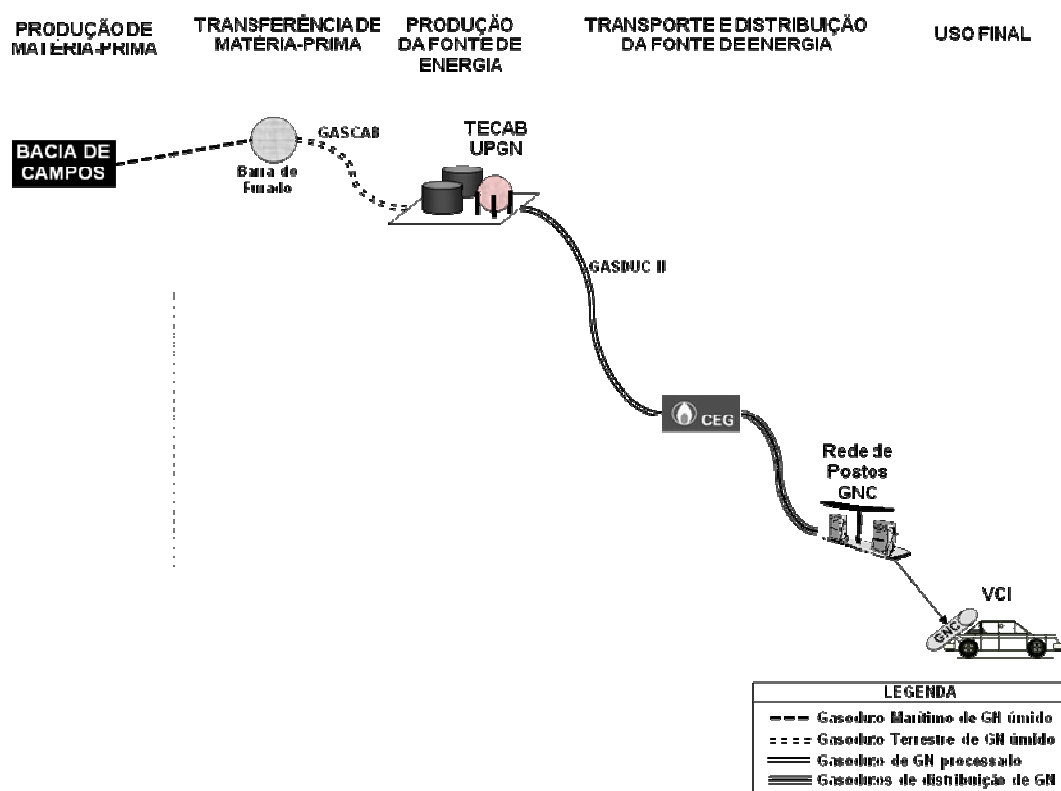 PRODUÇÃO DE
MATÉRIA-PRIMA
TRANSFERÊNCIA DE
MATÉRIA-PRIMA
PRODUÇÃO
DA FONTE DE
ENERGIA
TRANSPORTE E DISTRIBUIÇÃO
DA FONTE DE ENERGIA
USO FINAL
BACIA DE
CAMPOS
Barra do
Furado
GASCAB
TECAB
UPGN
GASDUC II
CEG
Rede de
Postos
GNC
VCI
GNC
LEGENDA
Gasoduto Marítimo de GN úmido
Gasoduto Terrestre de GN úmido
Gasoduto de GN processado
Gasodutos de distribuição de GN